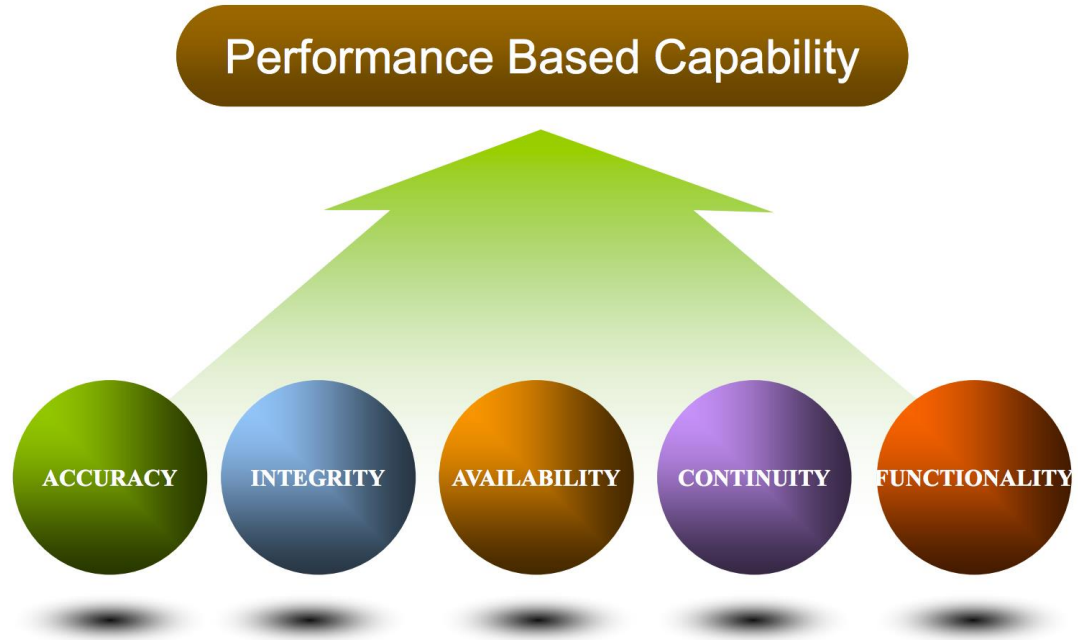 Performance Based Capability
ACCURACY
INTEGRITY
AVAILABILITY
CONTINUITY
FUNCTIONALITY